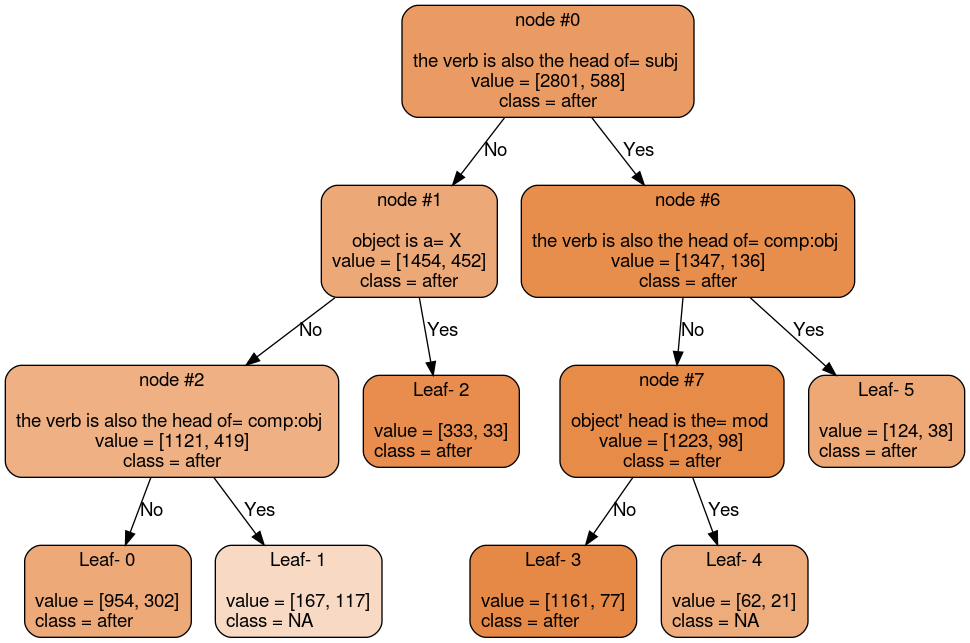 node #0
the verb is also the head of= subj
value = [2801, 588]
class = after
No
Yes
node #1
object is a= X
value = [1454, 452]
class = after
node #6
the verb is also the head of= comp:obj
value = [1347, 136]
class = after
No
Yes
No
Yes
node #2
the verb is also the head of= comp:obj
value = [1121, 419]
class = after
Leaf- 2
value = [333, 33]
class = after
node #7
object' head is the= mod
value = [1223, 98]
class = after
Leaf- 5
value = [124, 38]
class = after
No
Yes
No
Yes
Leaf- 0
value = [954, 302]
class = after
Leaf- 1
value = [167, 117]
class = NA
Leaf- 3
value = [1161, 77]
class = after
Leaf- 4
value = [62, 21]
class = NA